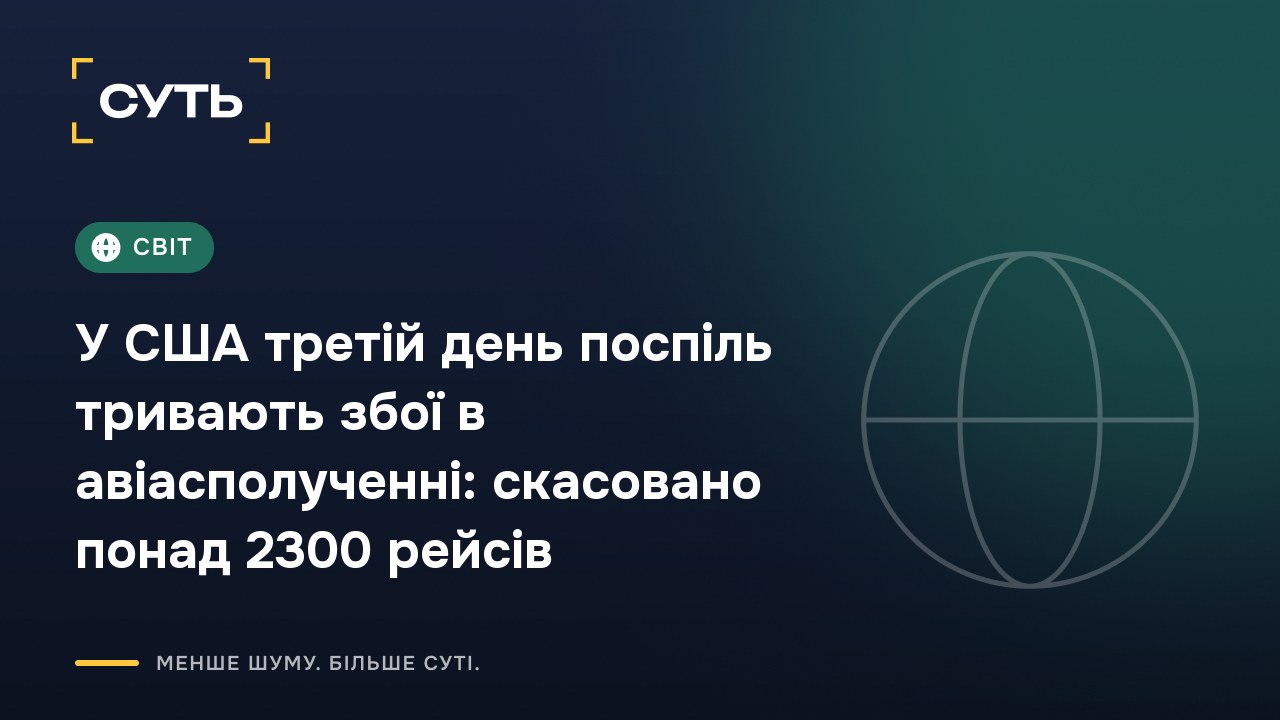 СУТЬ
СВІТ
У США третій день поспіль
тривають збої в
авіасполученні: скасовано
понад 2300 рейсів
МЕНШЕ ШУМУ. БІЛЬШЕ СУТІ.